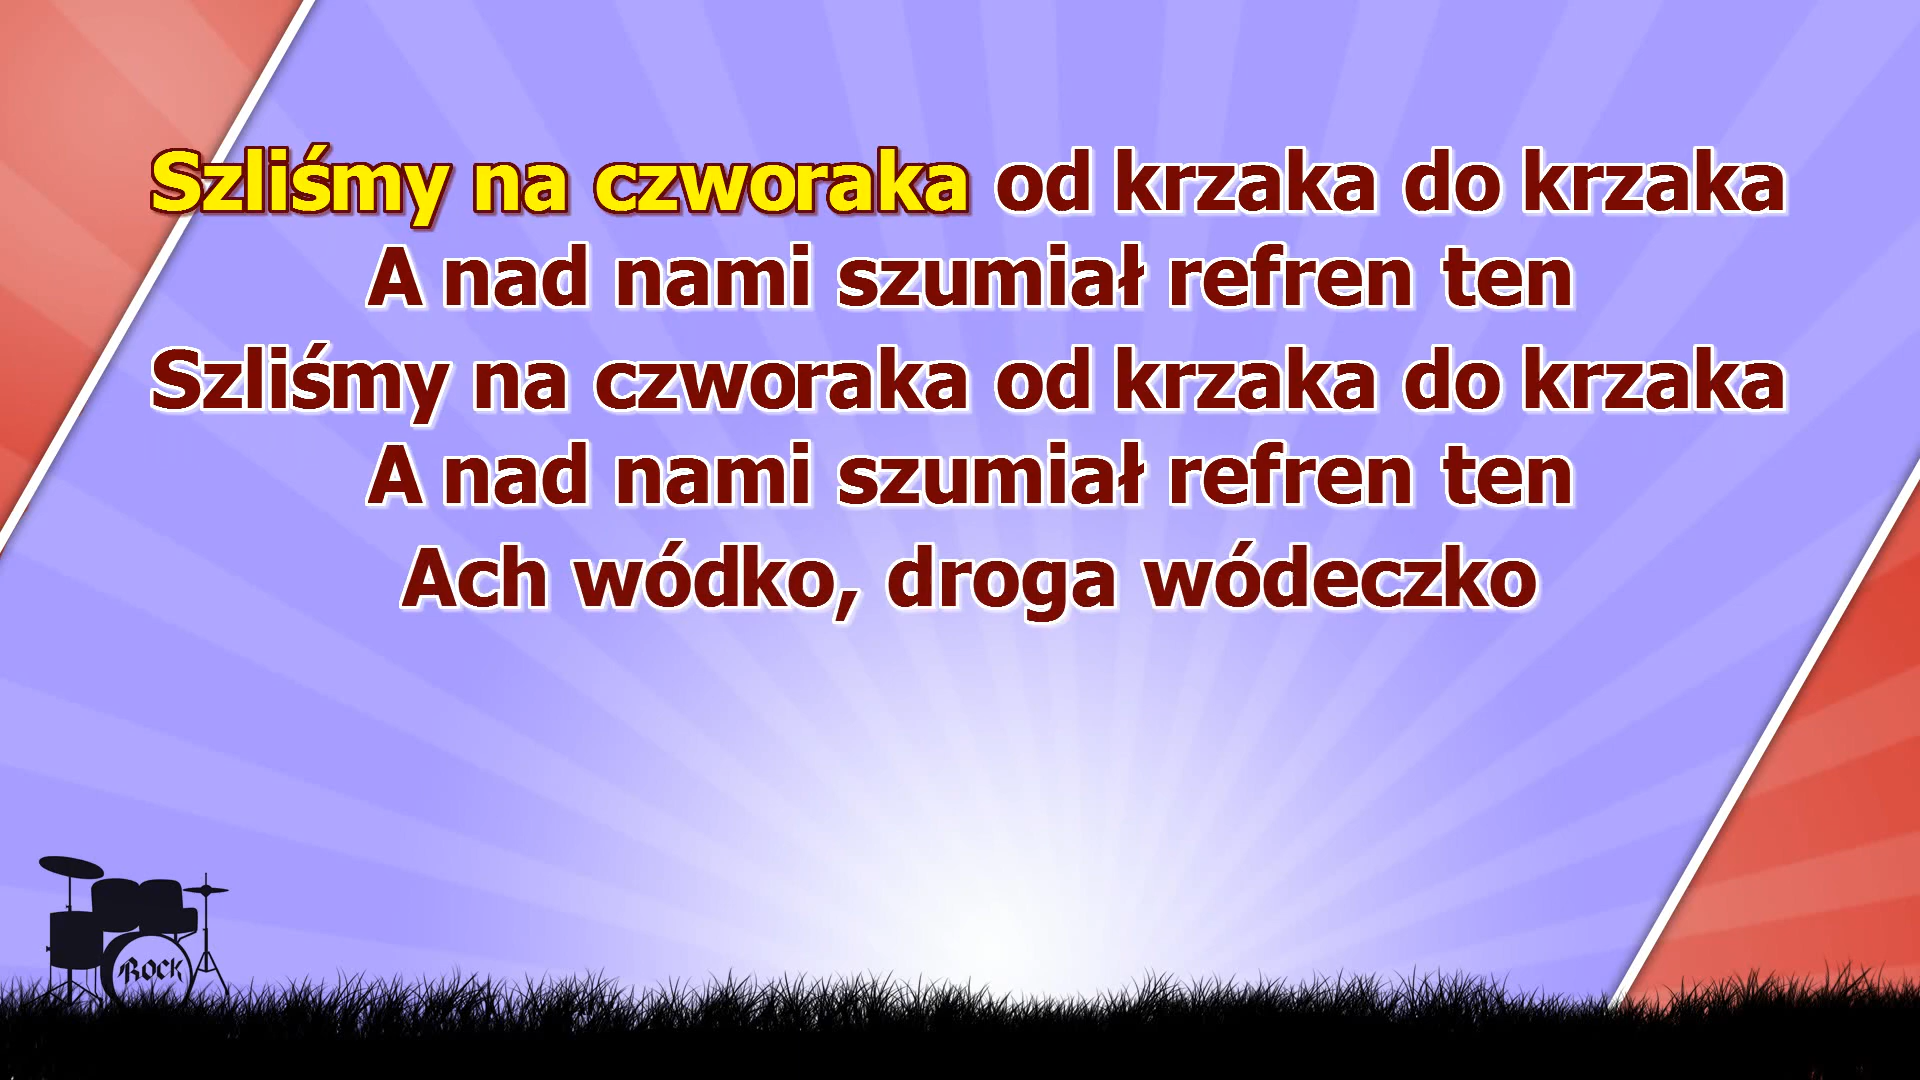 Szliśmy na czworaka od krzaka do krzaka
A nad nami szumiał refren ten
Szliśmy na czworaka od krzaka do krzaka
A nad nami szumiał refren ten
Ach wódko, droga wódeczko
ROCK